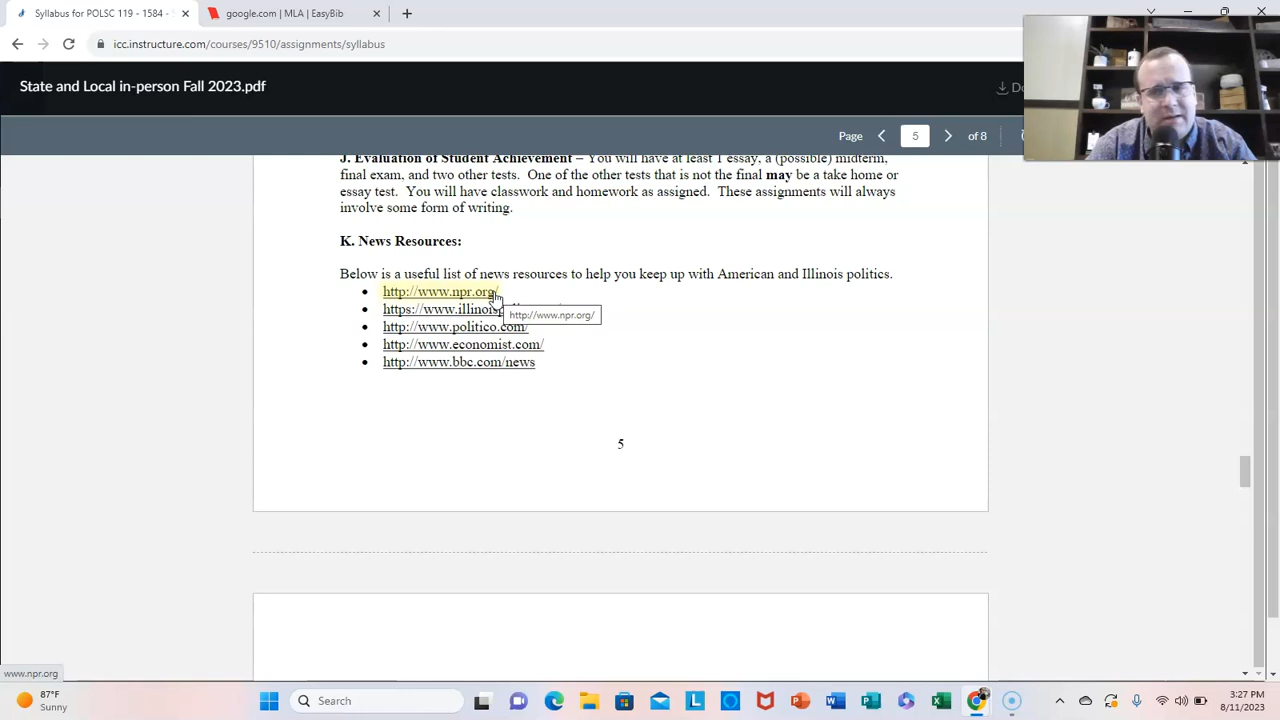 Syllabus for POLSC 119 - 1584 - S
google.com | MLA | EasyBib
icc.instructure.com/courses/9510/assignments/syllabus
State and Local in-person Fall 2023.pdf
Page 5 of 8
J. Evaluation of Student Achievement – You will have at least 1 essay, a (possible) midterm,
final exam, and two other tests. One of the other tests that is not the final may be a take home or
essay test. You will have classwork and homework as assigned. These assignments will always
involve some form of writing.
K. News Resources:
Below is a useful list of news resources to help you keep up with American and Illinois politics.
http://www.npr.org/
http://www.npr.org/
http://www.politico.com/
http://www.economist.com/
http://www.bbc.com/news
5
www.npr.org
87°F
Sunny
Search
3:27 PM
8/11/2023